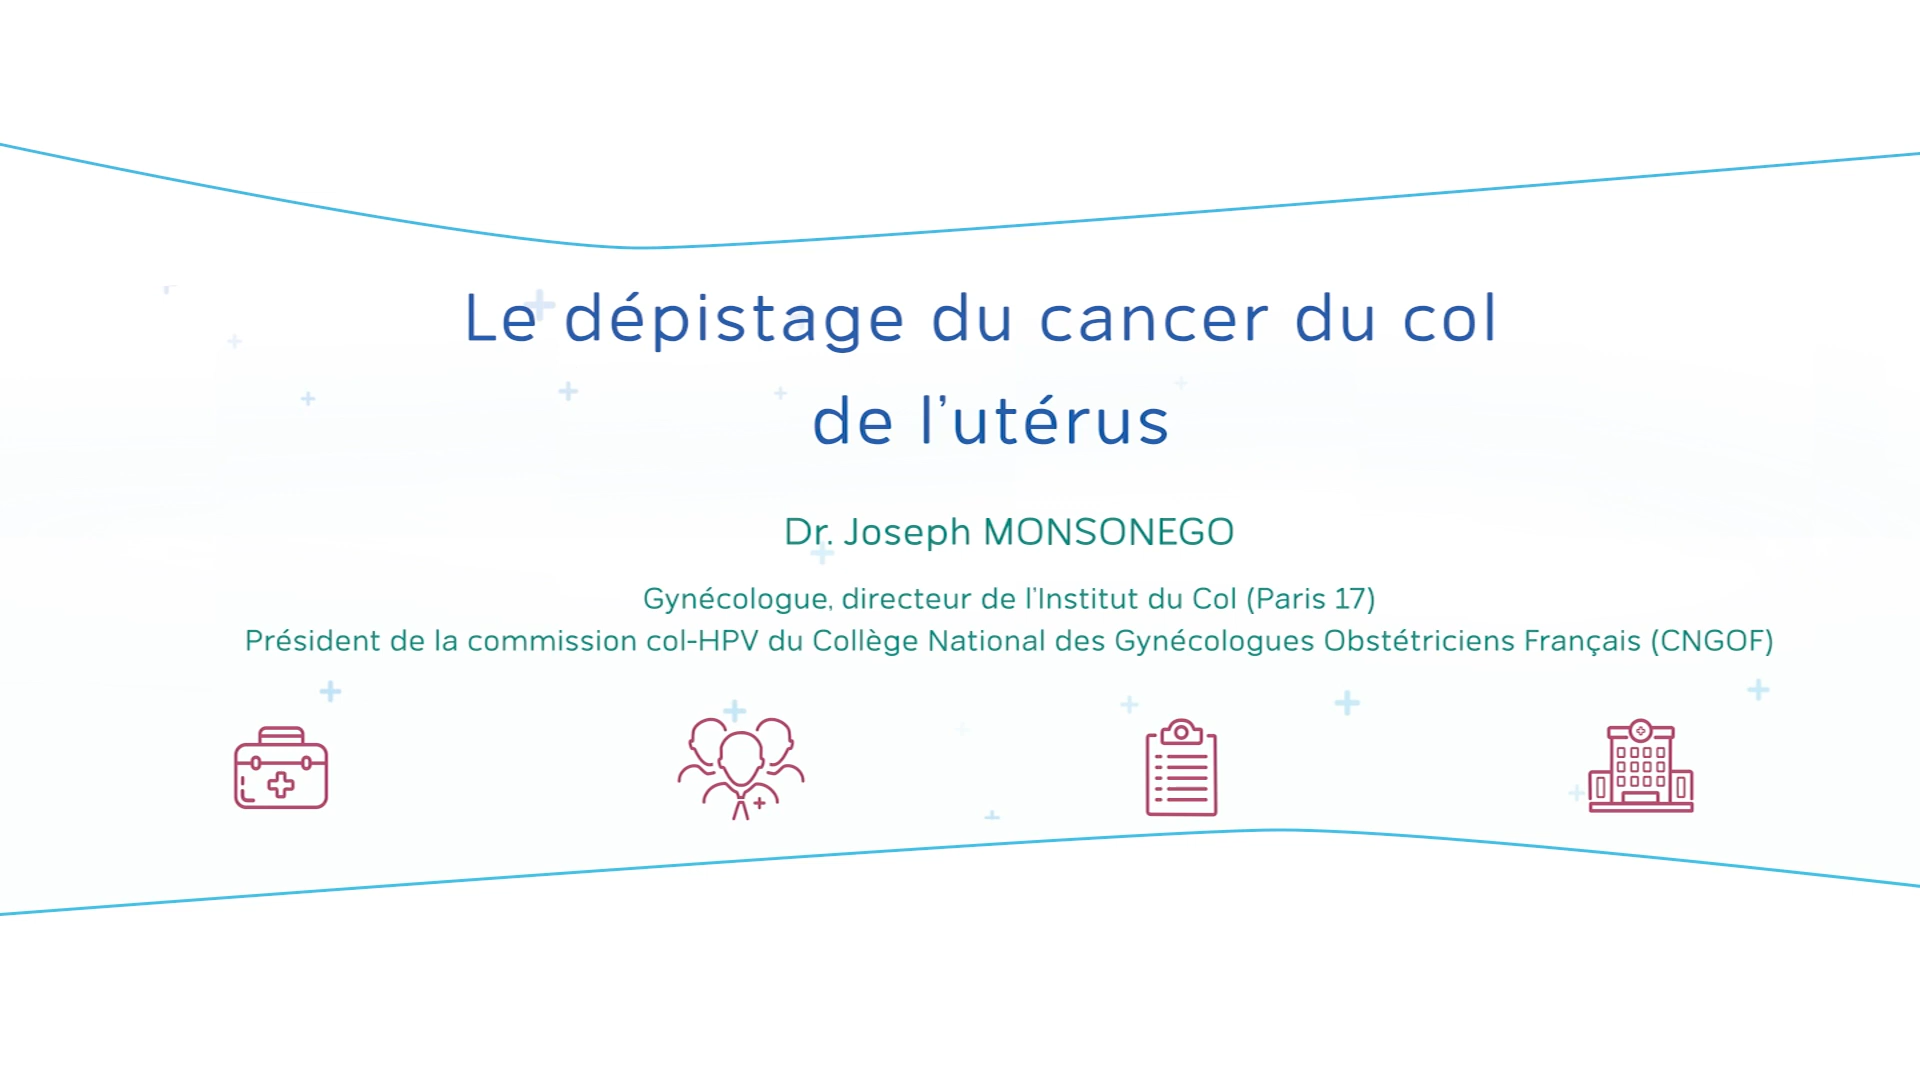 Le dépistage du cancer du col
de l'utérus
Dr. Joseph MONSONEGO
Gynécologue, directeur de l'Institut du Col (Paris 17)
Président de la commission col-HPV du Collège National des Gynécologues Obstétriciens Français (CNGOF)